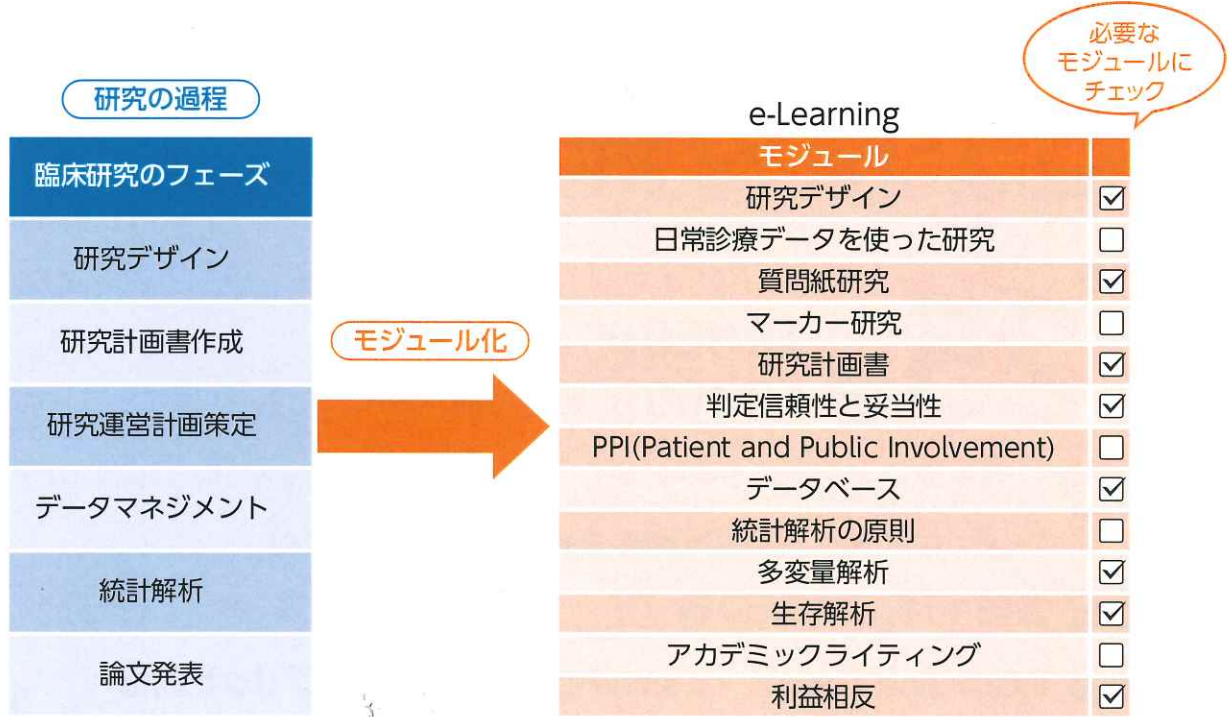 必要な
モジュールに
チェック
研究の過程
臨床研究のフェーズ
研究デザイン
研究計画書作成
研究運営計画策定
データマネジメント
統計解析
論文発表
モジュール化
e-Learning
モジュール
研究デザイン
日常診療データを使った研究
質問紙研究
マーカー研究
研究計画書
判定信頼性と妥当性
PPI(Patient and Public Involvement)
データベース
統計解析の原則
多変量解析
生存解析
アカデミックライティング
利益相反